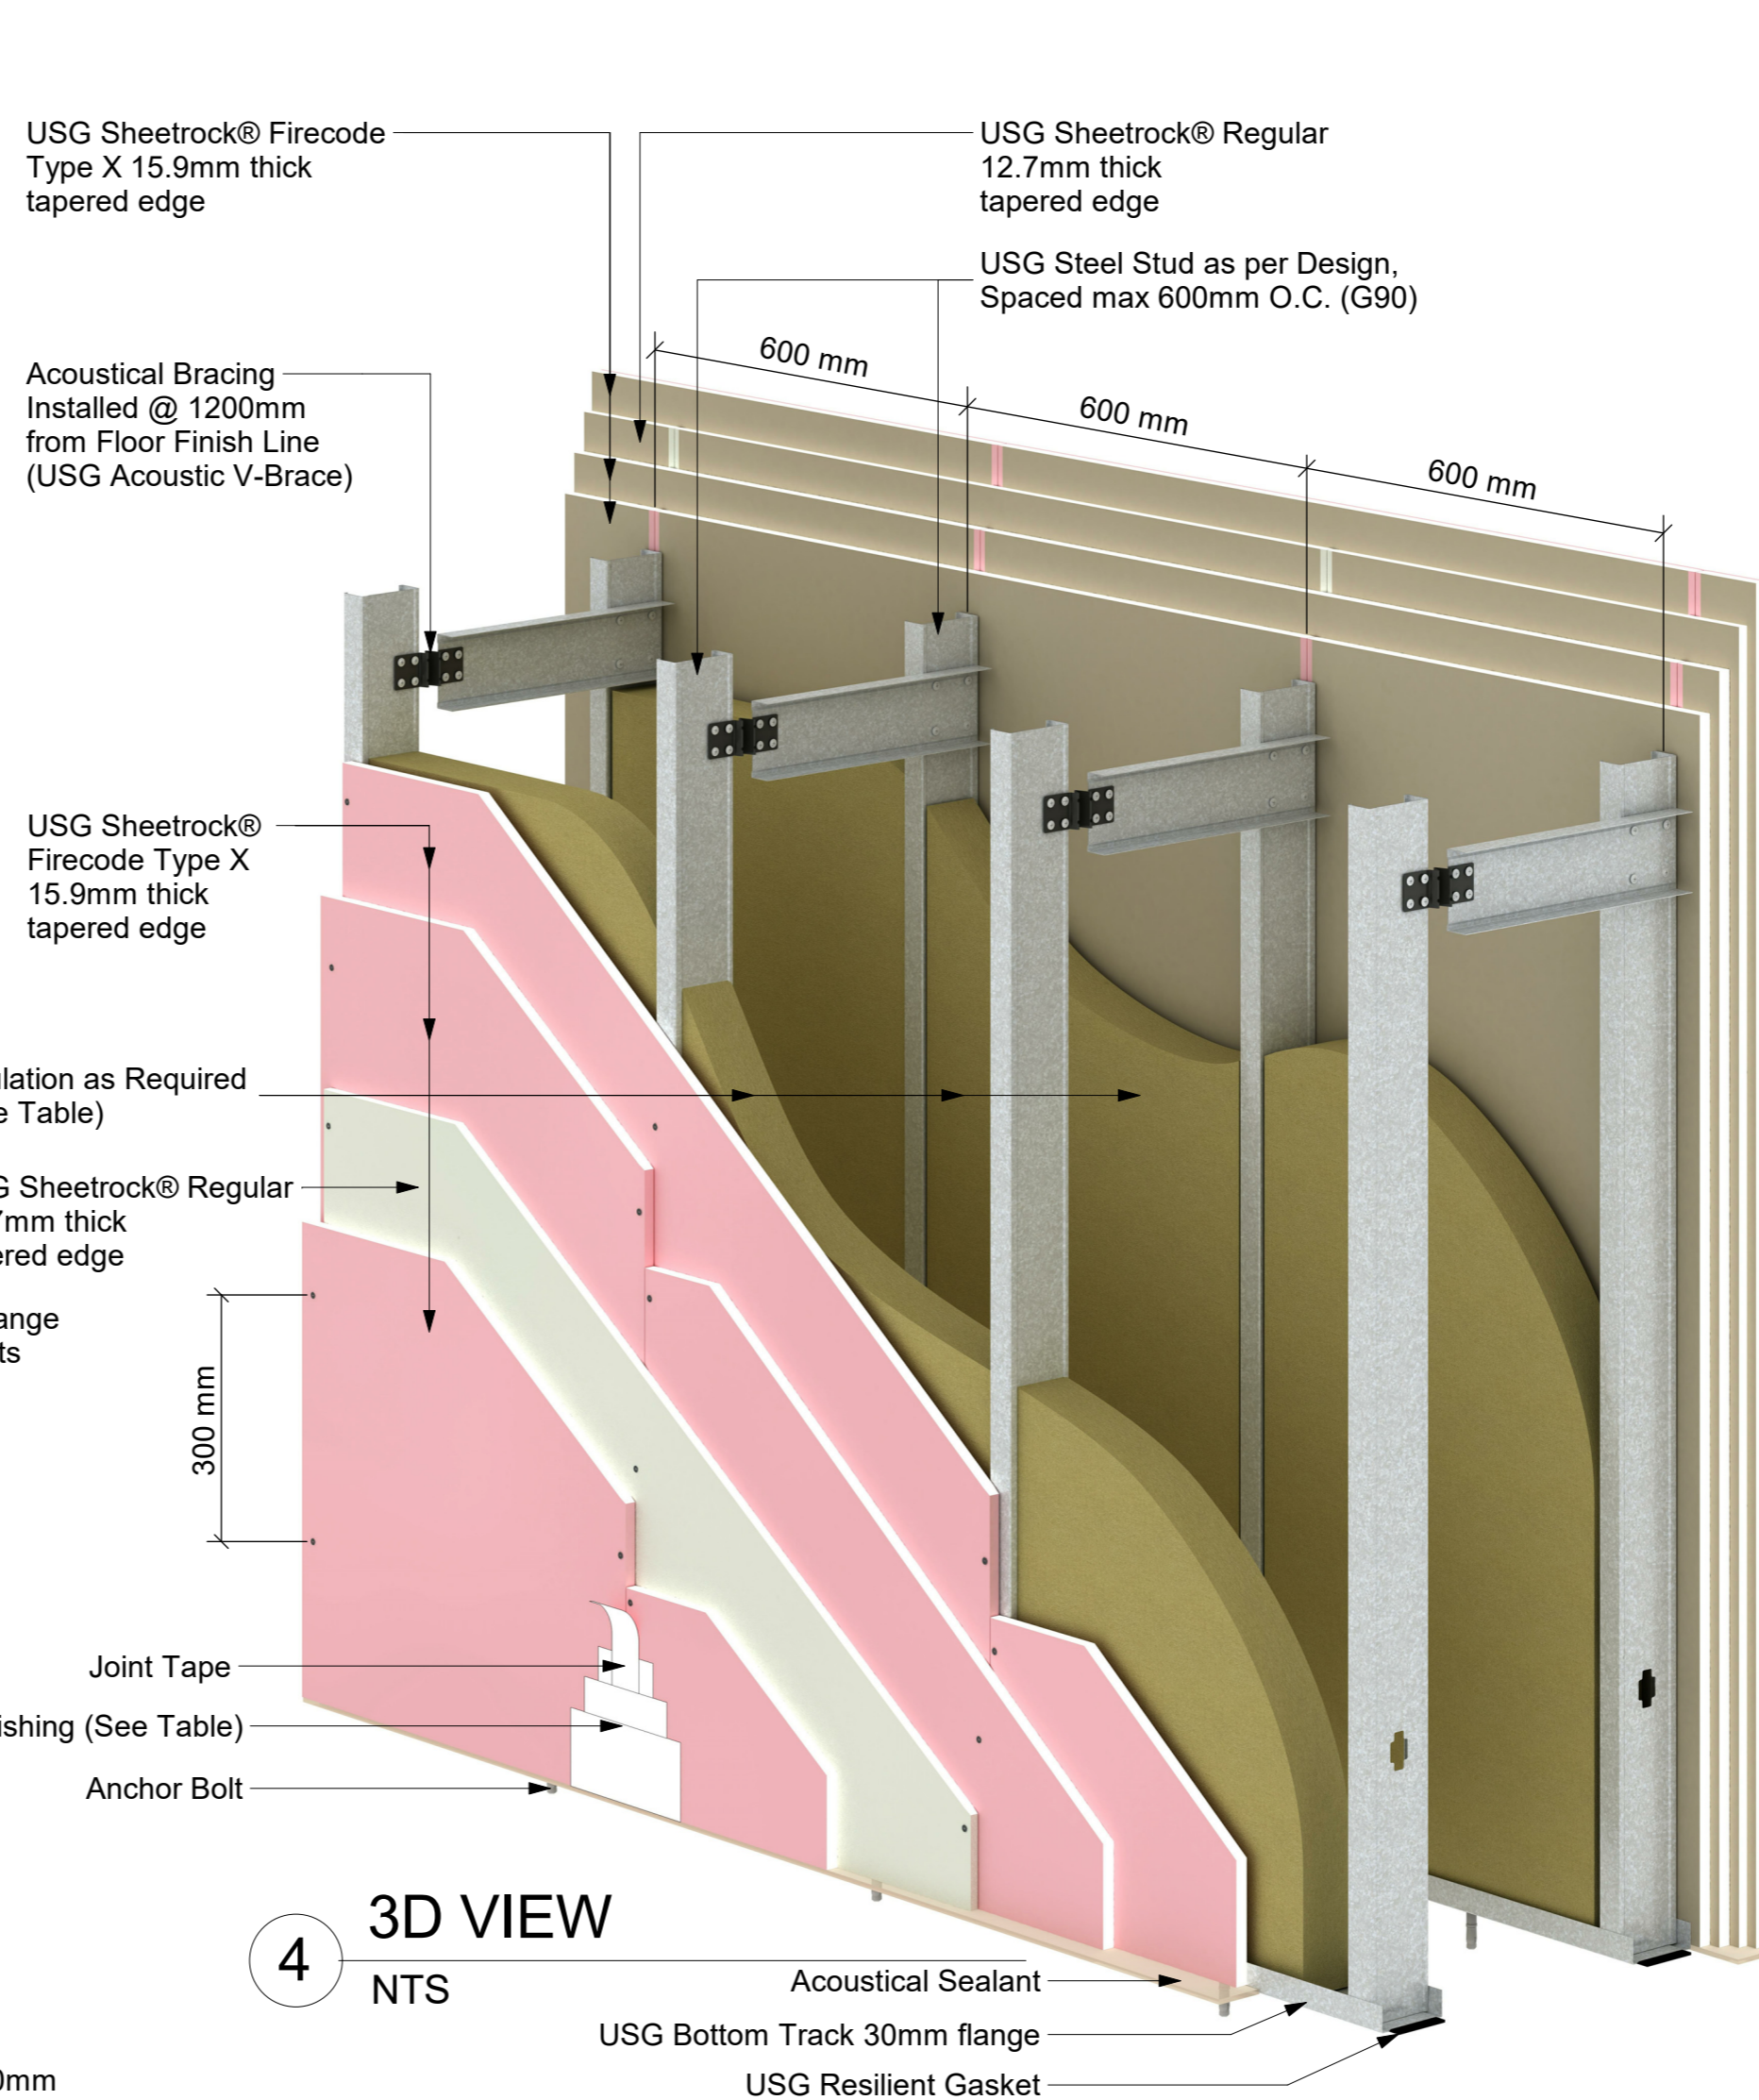 USG Sheetrock® Firecode
Type X 15.9mm thick
tapered edge
USG Sheetrock® Regular
12.7mm thick
tapered edge
USG Steel Stud as per Design,
Spaced max 600mm O.C. (G90)
600 mm
600 mm
600 mm
Acoustical Bracing
Installed @ 1200mm
from Floor Finish Line
(USG Acoustic V-Brace)
USG Sheetrock®
Firecode Type X
15.9mm thick
tapered edge
ulation as Required
e Table)
G Sheetrock® Regular
7mm thick
ered edge
ange
ts
300 mm
Joint Tape
ishing (See Table)
Anchor Bolt
4
3D VIEW
NTS
Acoustical Sealant
USG Bottom Track 30mm flange
USG Resilient Gasket
0mm